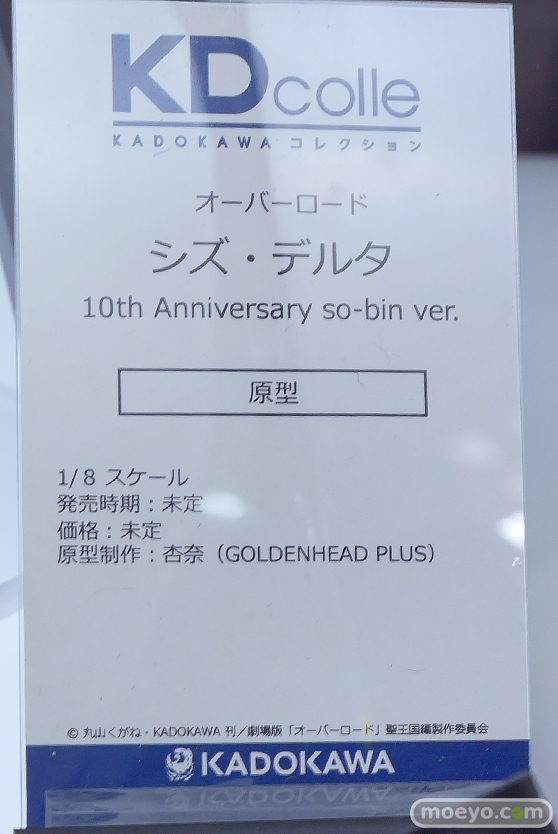 KDcolle
KADOKAWA コレクション
オーバーロード
シズ・デルタ
10th Anniversary so-bin ver.
原型
1/8 スケール
発売時期：未定
価格：未定
原型制作：杏奈（GOLDENHEAD PLUS）
© 丸山くがね・KADOKAWA 刊／劇場版「オーバーロード」聖王国編製作委員会
KADOKAWA
moeyo.com